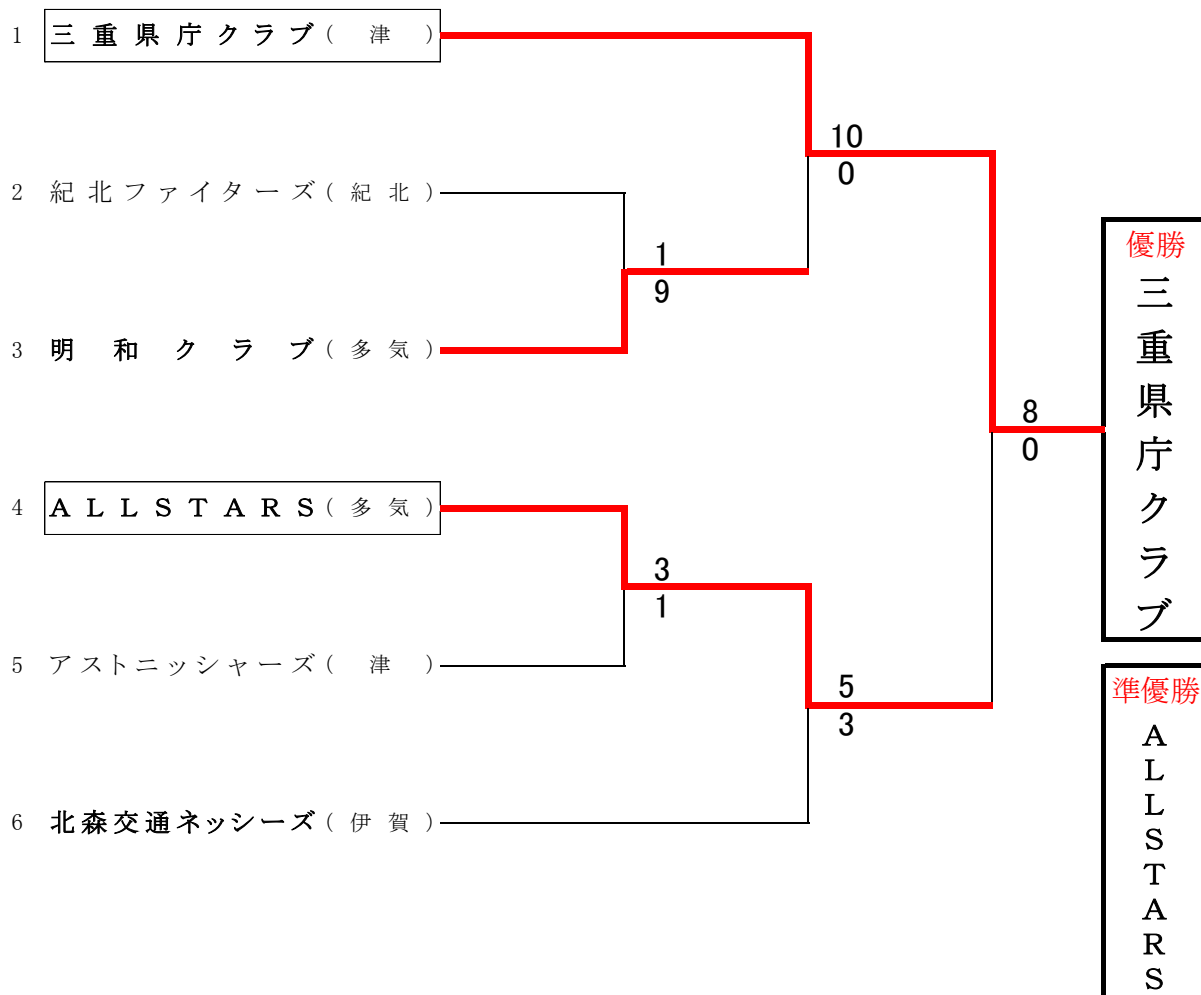 1 三重県庁クラブ(津)
10
0
2 紀北ファイターズ(紀北)
1
9
3 明和クラブ(多気)
8
0
4 ALLSTARS(多気)
3
1
5 アストニッシャーズ(津)
5
3
6 北森交通ネッシーズ(伊賀)
優勝
三重県庁クラブ
準優勝
ALLSTARS